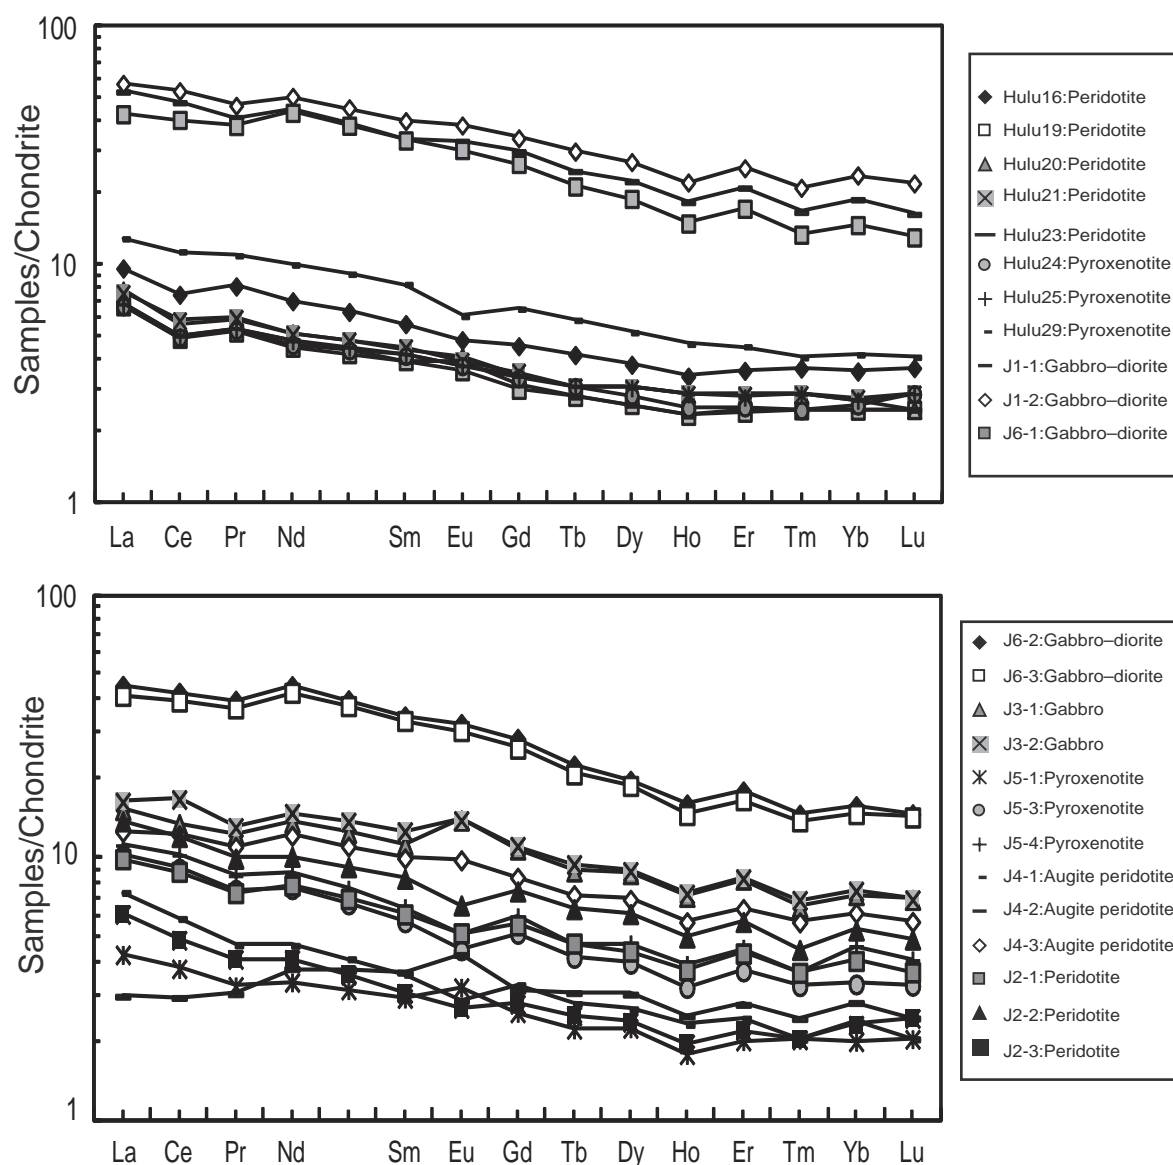 100
10
1
Samples/Chondrite
La Ce Pr Nd Sm Eu Gd Tb Dy Ho Er Tm Yb Lu
Hulu16:Peridotite
Hulu19:Peridotite
Hulu20:Peridotite
Hulu21:Peridotite
Hulu23:Peridotite
Hulu24:Pyroxenotite
Hulu25:Pyroxenotite
Hulu29:Pyroxenotite
J1-1:Gabbro–diorite
J1-2:Gabbro–diorite
J6-1:Gabbro–diorite
100
10
1
Samples/Chondrite
La Ce Pr Nd Sm Eu Gd Tb Dy Ho Er Tm Yb Lu
J6-2:Gabbro–diorite
J6-3:Gabbro–diorite
J3-1:Gabbro
J3-2:Gabbro
J5-1:Pyroxenotite
J5-3:Pyroxenotite
J5-4:Pyroxenotite
J4-1:Augite peridotite
J4-2:Augite peridotite
J4-3:Augite peridotite
J2-1:Peridotite
J2-2:Peridotite
J2-3:Peridotite